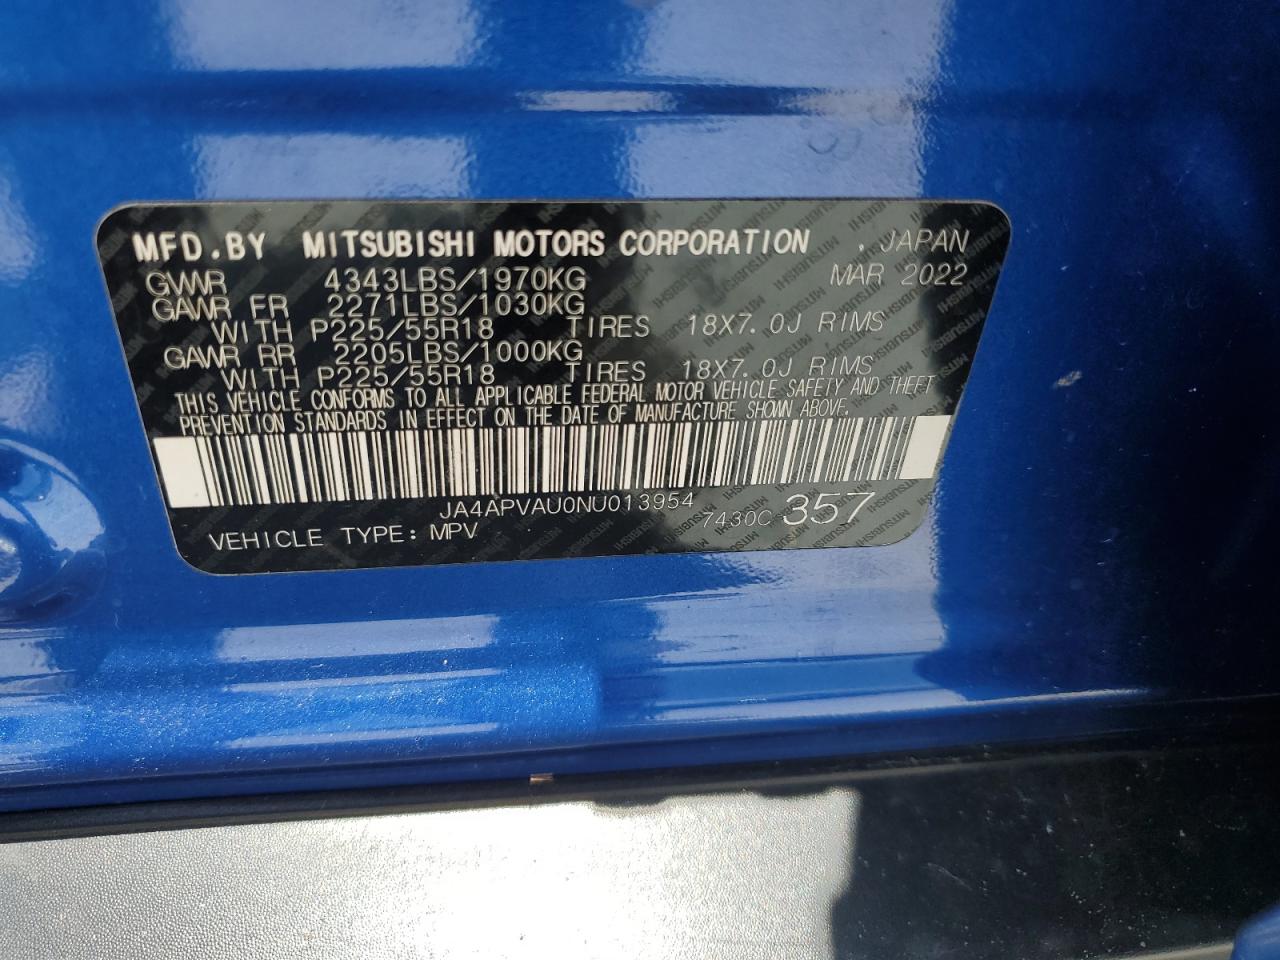 MFD.BY MITSUBISHI MOTORS CORPORATION . JAPAN
GVWR 4343LBS/1970KG MAR 2022
GAWR FR 2271LBS/1030KG
WITH P225/55R18 TIRES 18X7.0J RIMS
GAWR RR 2205LBS/1000KG
WITH P225/55R18 TIRES 18X7.0J RIMS
THIS VEHICLE CONFORMS TO ALL APPLICABLE FEDERAL MOTOR VEHICLE SAFETY AND THEFT
PREVENTION STANDARDS IN EFFECT ON THE DATE OF MANUFACTURE SHOWN ABOVE.
JA4APVAU0NU013954
VEHICLE TYPE: MPV 7430C 357